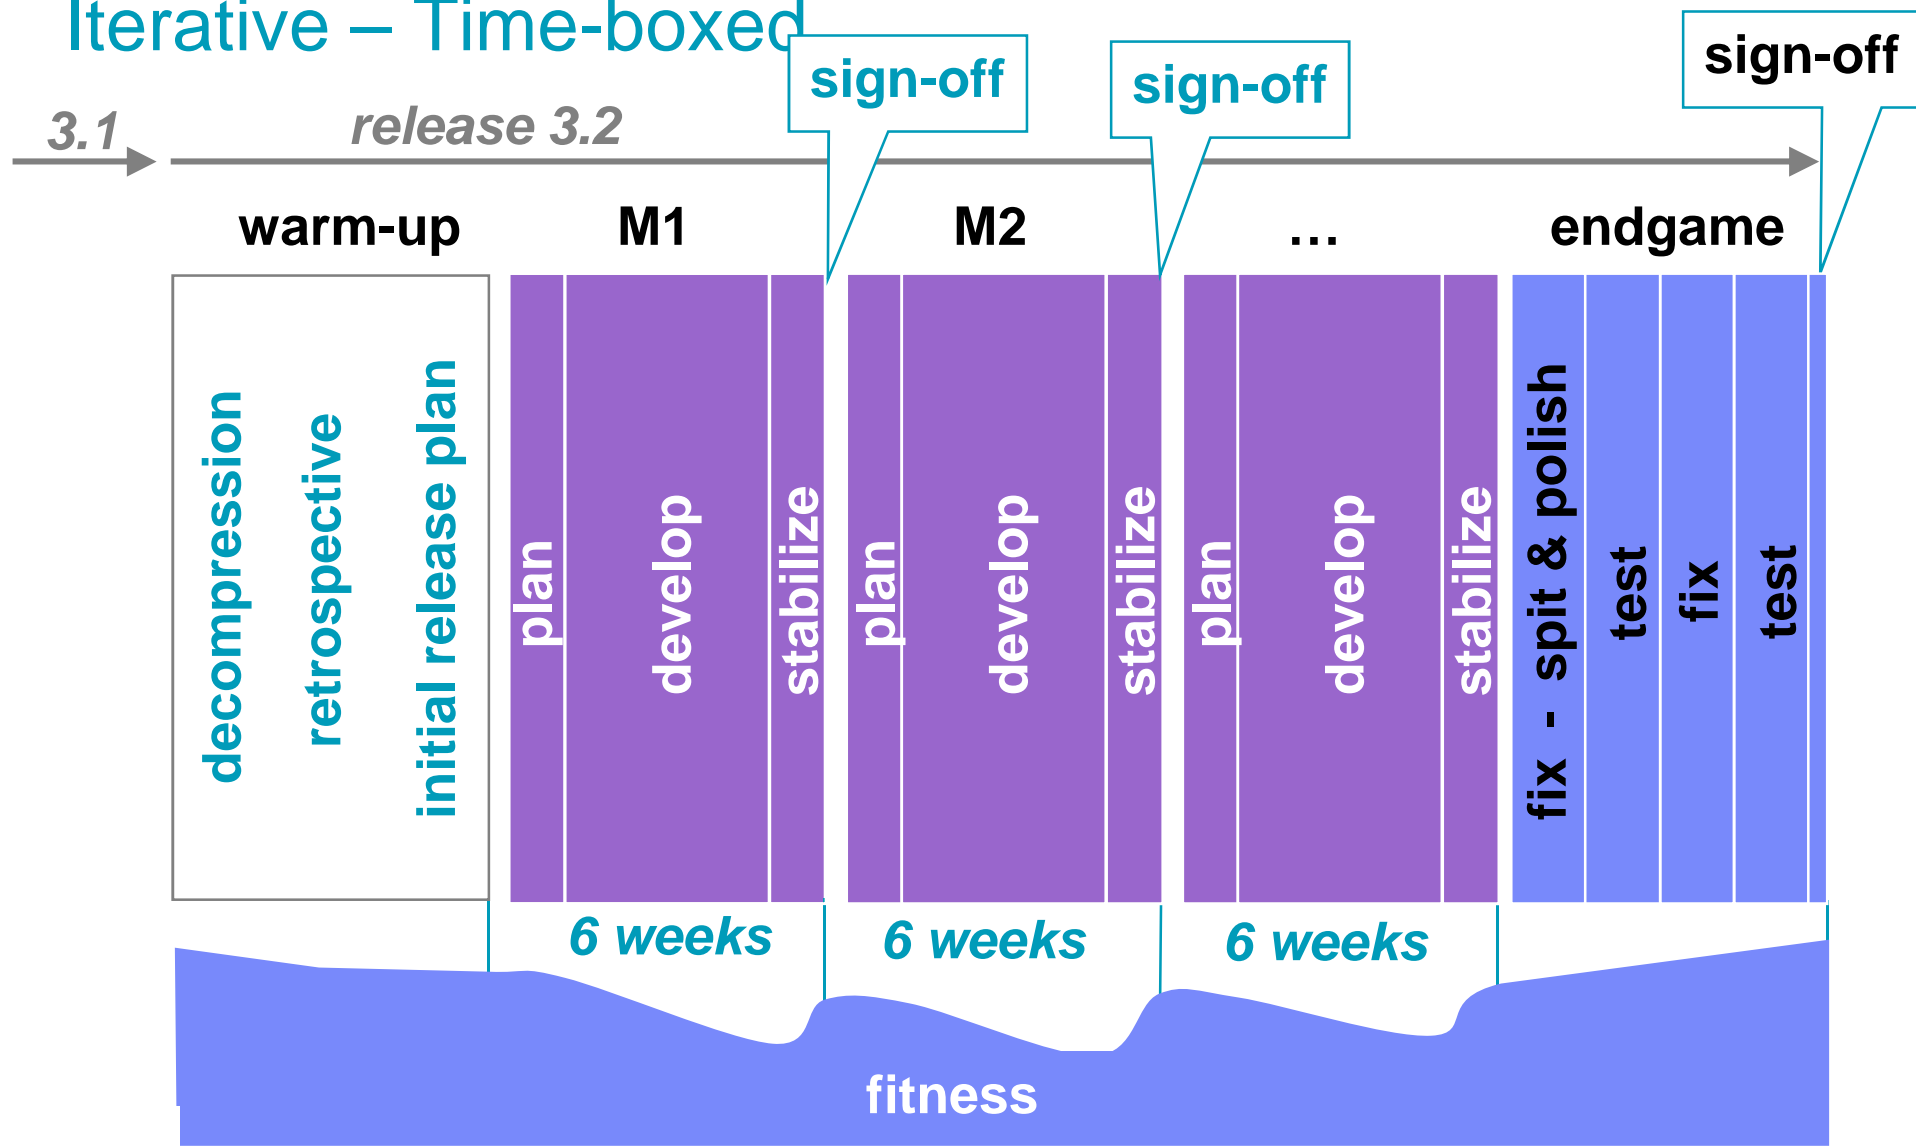 Iterative – Time-boxed
sign-off
sign-off
sign-off
3.1
release 3.2
warm-up
M1
M2
…
endgame
decompression
retrospective
initial release plan
plan
develop
stabilize
plan
develop
stabilize
plan
develop
stabilize
fix - spit & polish
test
fix
test
6 weeks
6 weeks
6 weeks
fitness